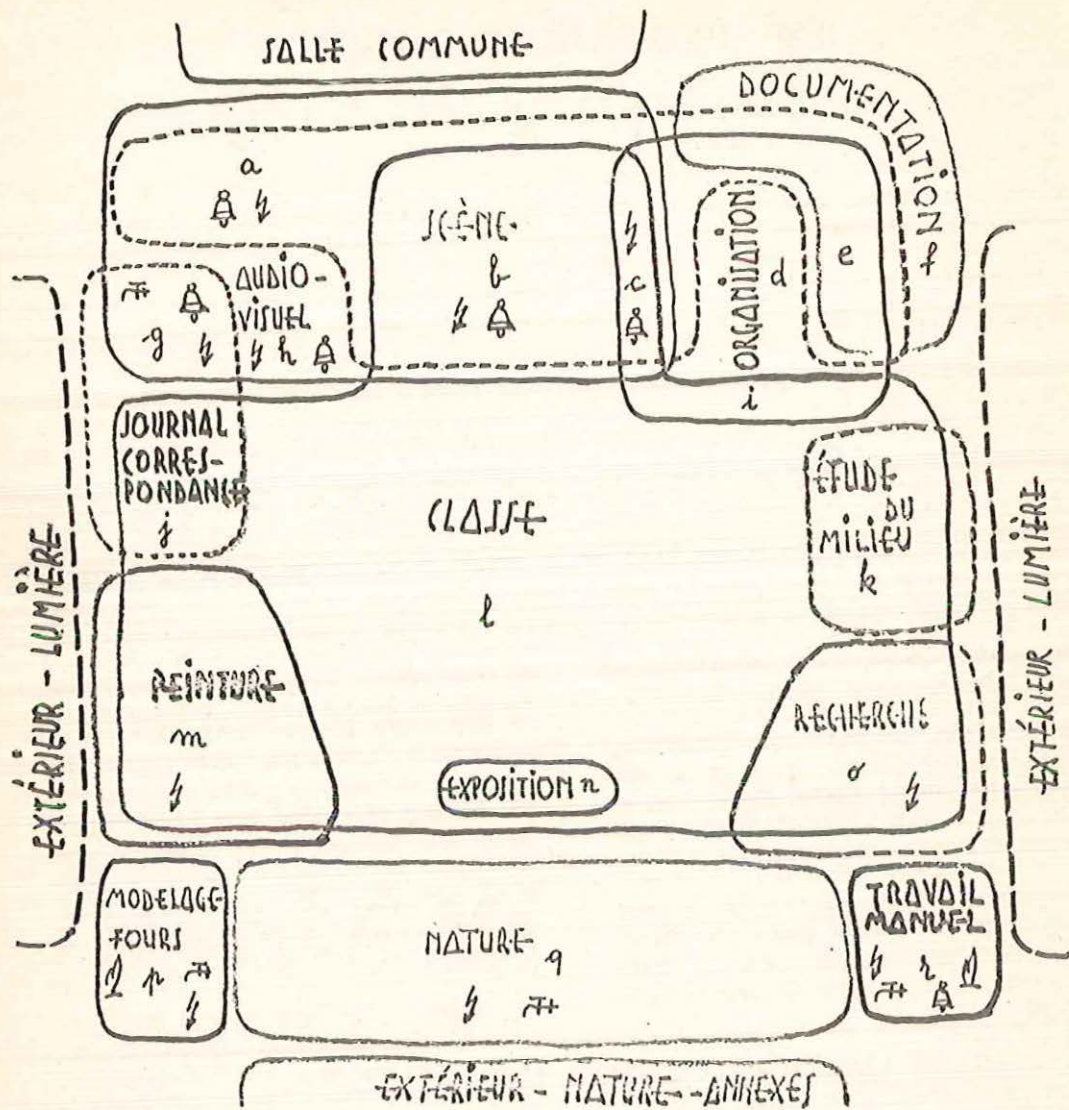 SALLE COMMUNE
DOCUMENTATION
f
a
SCÈNE
b
c
ORGANISATION
d
e
i
AUDIO-
VISUEL
h
g
JOURNAL
CORRES-
PONDANCE
j
CLASSE
l
ÉTUDE
DU
MILIEU
k
EXTÉRIEUR - LUMIÈRE
EXTÉRIEUR - LUMIÈRE
PEINTURE
m
EXPOSITION n
RECHERCHE
o
MODELAGE
FOURS
p
NATURE q
TRAVAIL
MANUEL
r
EXTÉRIEUR - NATURE - ANNEXES